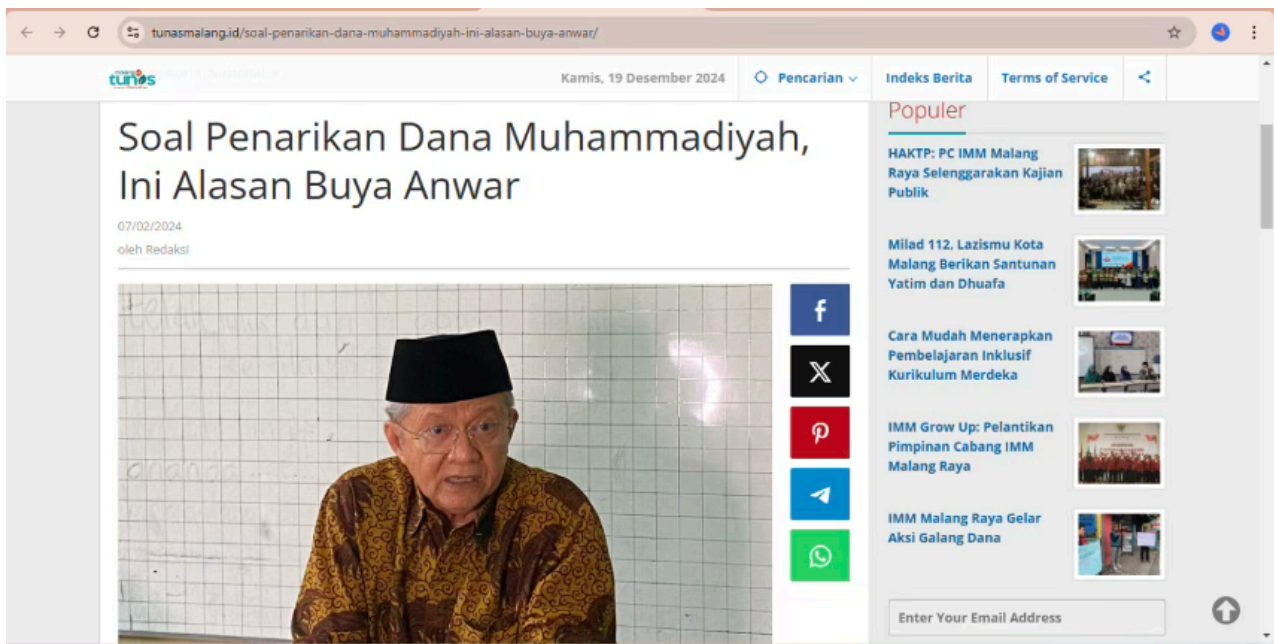 tunasmalang.id/soal-penarikan-dana-muhammadiyah-ini-alasan-buya-anwar/
tunas
Kamis, 19 Desember 2024
Pencarian
Indeks Berita
Terms of Service
Soal Penarikan Dana Muhammadiyah,
Ini Alasan Buya Anwar
07/02/2024
oleh Redaksi
Populer
HAKTP: PC IMM Malang
Raya Selenggarakan Kajian
Publik
Milad 112, Lazismu Kota
Malang Berikan Santunan
Yatim dan Dhuafa
Cara Mudah Menerapkan
Pembelajaran Inklusif
Kurikulum Merdeka
IMM Grow Up: Pelantikan
Pimpinan Cabang IMM
Malang Raya
IMM Malang Raya Gelar
Aksi Galang Dana
Enter Your Email Address